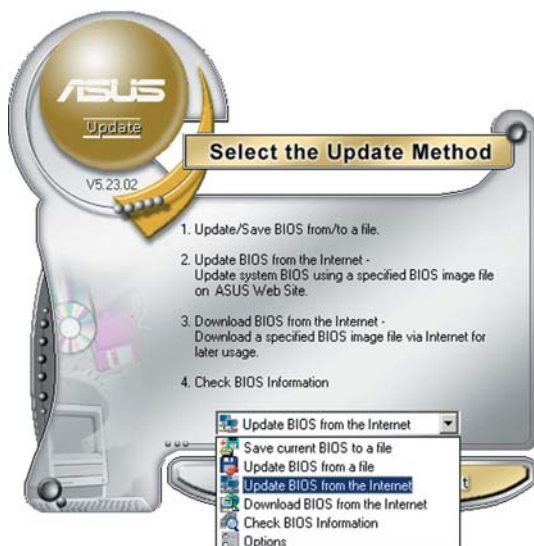 ASUS
Update
V5.23.02
Select the Update Method
1. Update/Save BIOS from/to a file.
2. Update BIOS from the Internet -
Update system BIOS using a specified BIOS image file
on ASUS Web Site.
3. Download BIOS from the Internet -
Download a specified BIOS image file via Internet for
later usage.
4. Check BIOS Information
Update BIOS from the Internet
Save current BIOS to a file
Update BIOS from a file
Update BIOS from the Internet
Download BIOS from the Internet
Check BIOS Information
Options